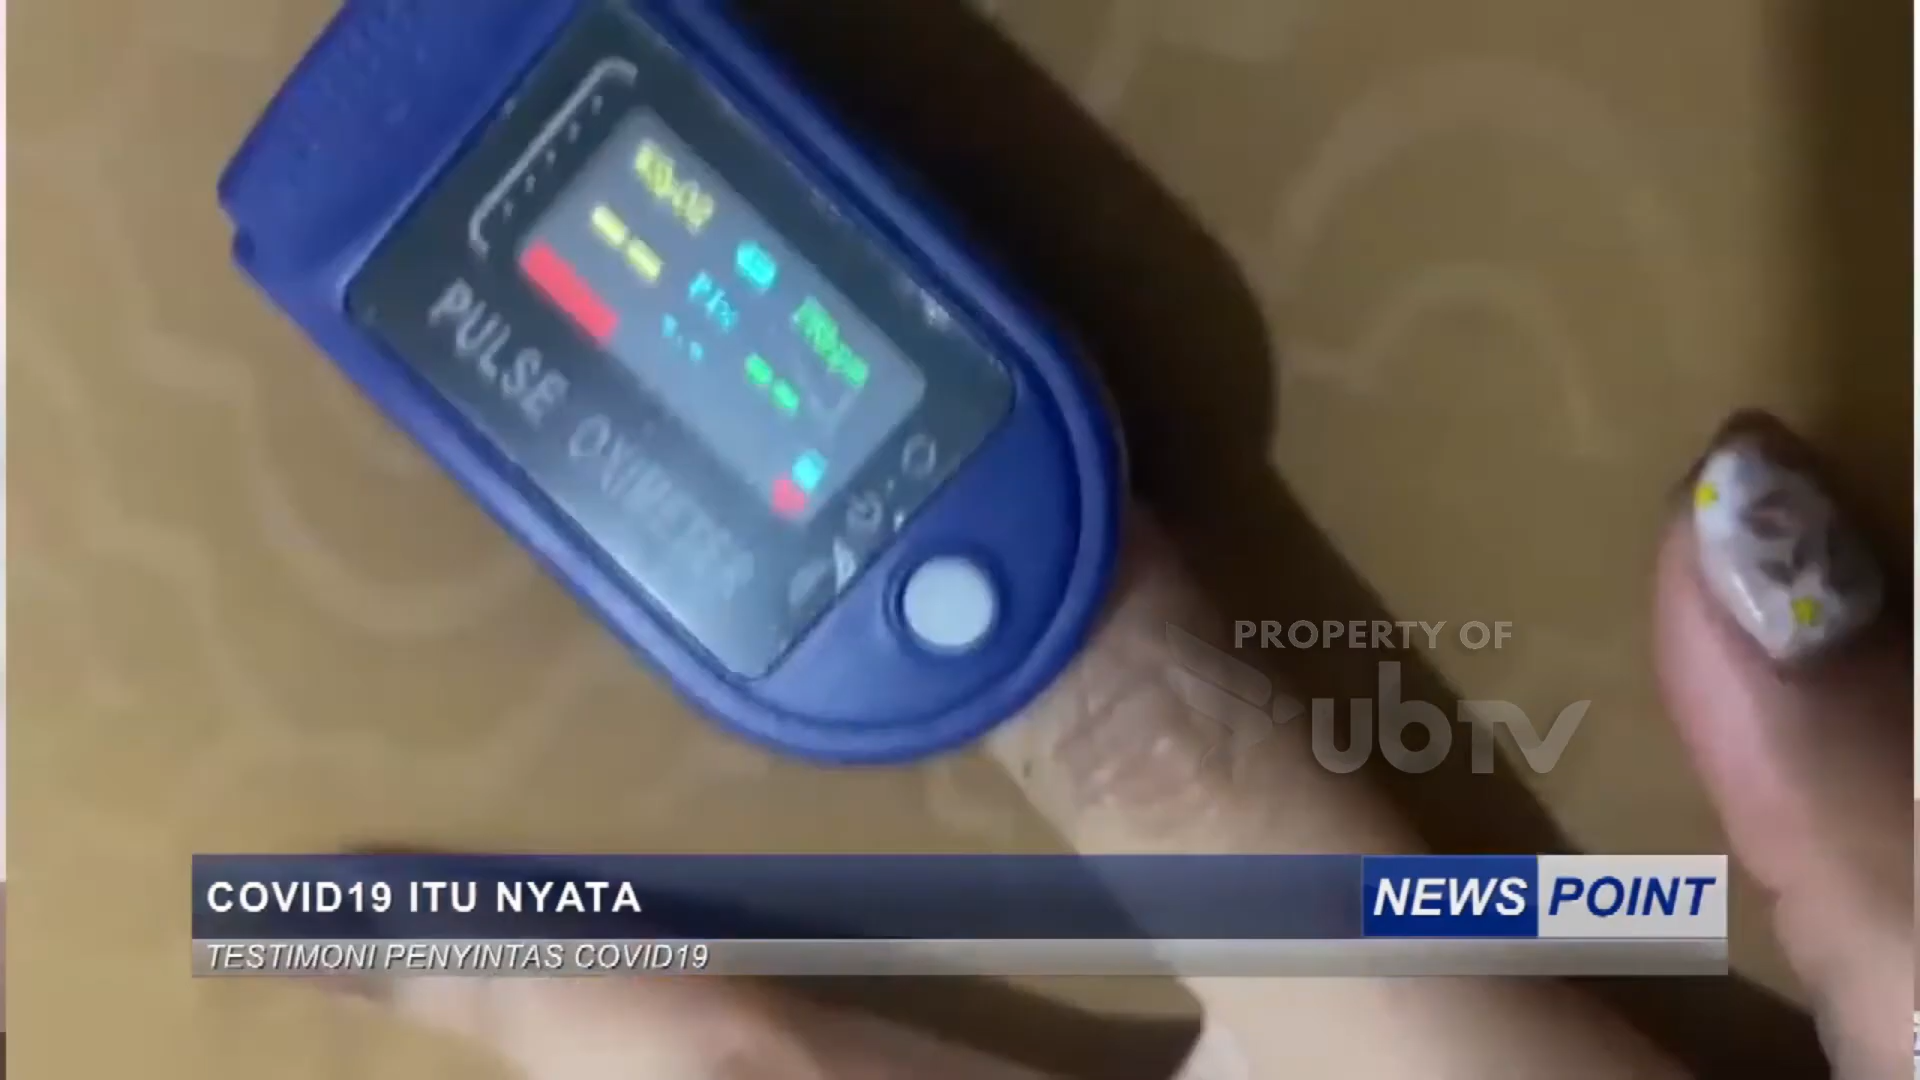 PULSE OXIMETER
PROPERTY OF
ubTV
COVID19 ITU NYATA
NEWS POINT
TESTIMONI PENYINTAS COVID19